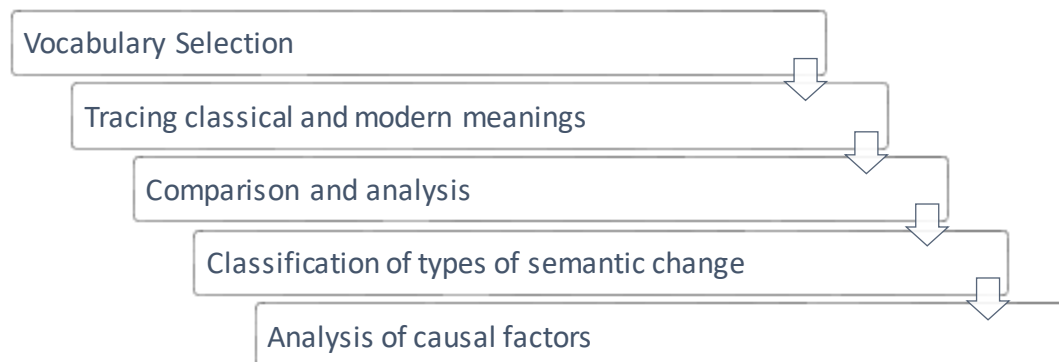 Vocabulary Selection
Tracing classical and modern meanings
Comparison and analysis
Classification of types of semantic change
Analysis of causal factors